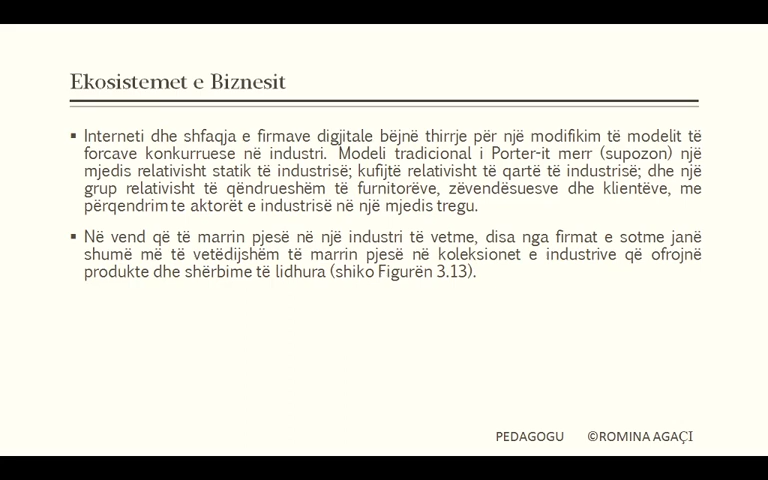 Ekosistemet e Biznesit
▪ Interneti dhe shfaqja e firmave digjitale bëjnë thirrje për një modifikim të modelit të
forcave konkurruese në industri. Modeli tradicional i Porter-it merr (supozon) një
mjedis relativisht statik të industrisë; kufijtë relativisht të qartë të industrisë; dhe një
grup relativisht të qëndrueshëm të furnitorëve, zëvendësuesve dhe klientëve, me
përqendrim te aktorët e industrisë në një mjedis tregu.
▪ Në vend që të marrin pjesë në një industri të vetme, disa nga firmat e sotme janë
shumë më të vetëdijshëm të marrin pjesë në koleksionet e industrive që ofrojnë
produkte dhe shërbime të lidhura (shiko Figurën 3.13).
PEDAGOGU ©ROMINA AGAÇI